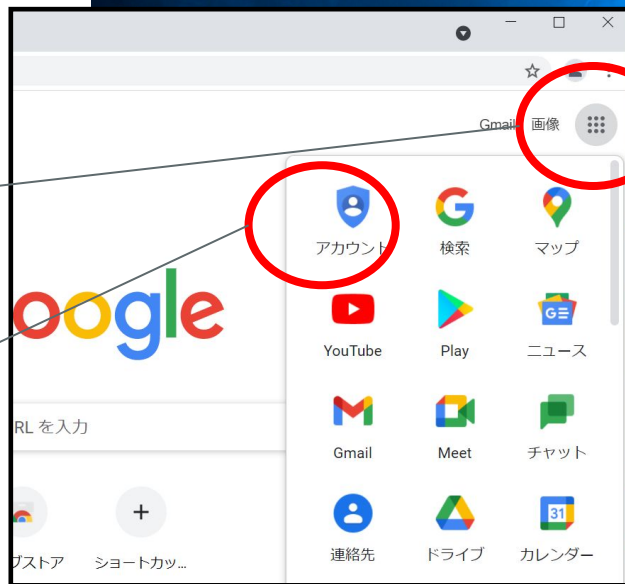 Gmail 画像
アカウント 検索 マップ
oogle
YouTube Play ニュース
RL を入力
Gmail Meet チャット
31
連絡先 ドライブ カレンダー
ブストア ショートカッ...